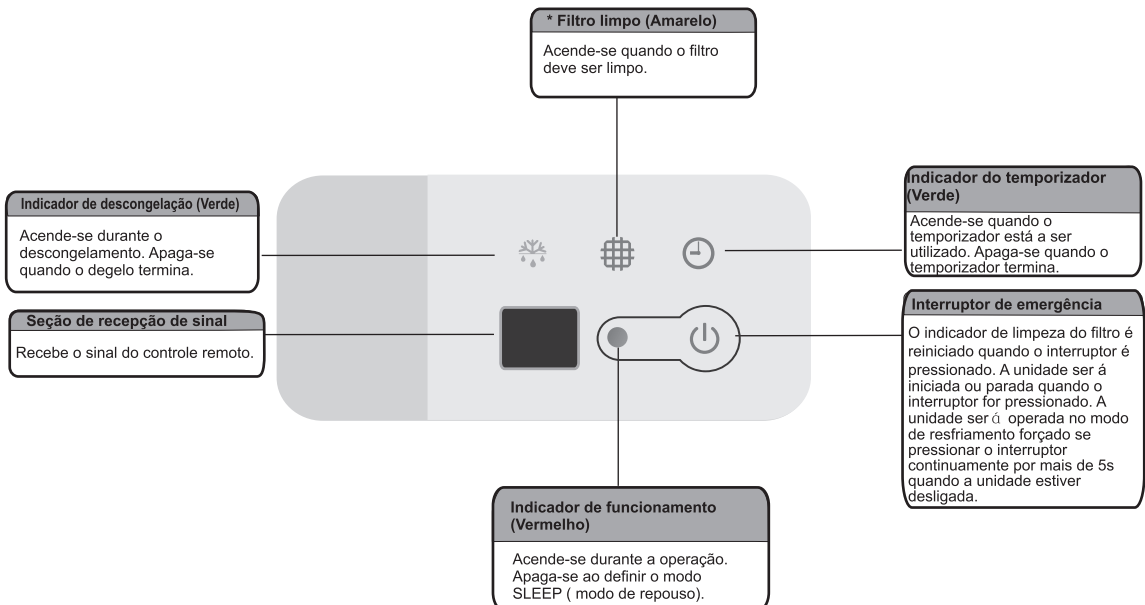 * Filtro limpo (Amarelo)
Acende-se quando o filtro
deve ser limpo.
Indicador de descongelação (Verde)
Acende-se durante o
descongelamento. Apaga-se
quando o degelo termina.
Seção de recepção de sinal
Recebe o sinal do controle remoto.
Indicador do temporizador
(Verde)
Acende-se quando o
temporizador está a ser
utilizado. Apaga-se quando o
temporizador termina.
Interruptor de emergência
O indicador de limpeza do filtro é
reiniciado quando o interruptor é
pressionado. A unidade ser á
iniciada ou parada quando o
interruptor for pressionado. A
unidade ser á operada no modo
de resfriamento forçado se
pressionar o interruptor
continuamente por mais de 5s
quando a unidade estiver
desligada.
Indicador de funcionamento
(Vermelho)
Acende-se durante a operação.
Apaga-se ao definir o modo
SLEEP ( modo de repouso).